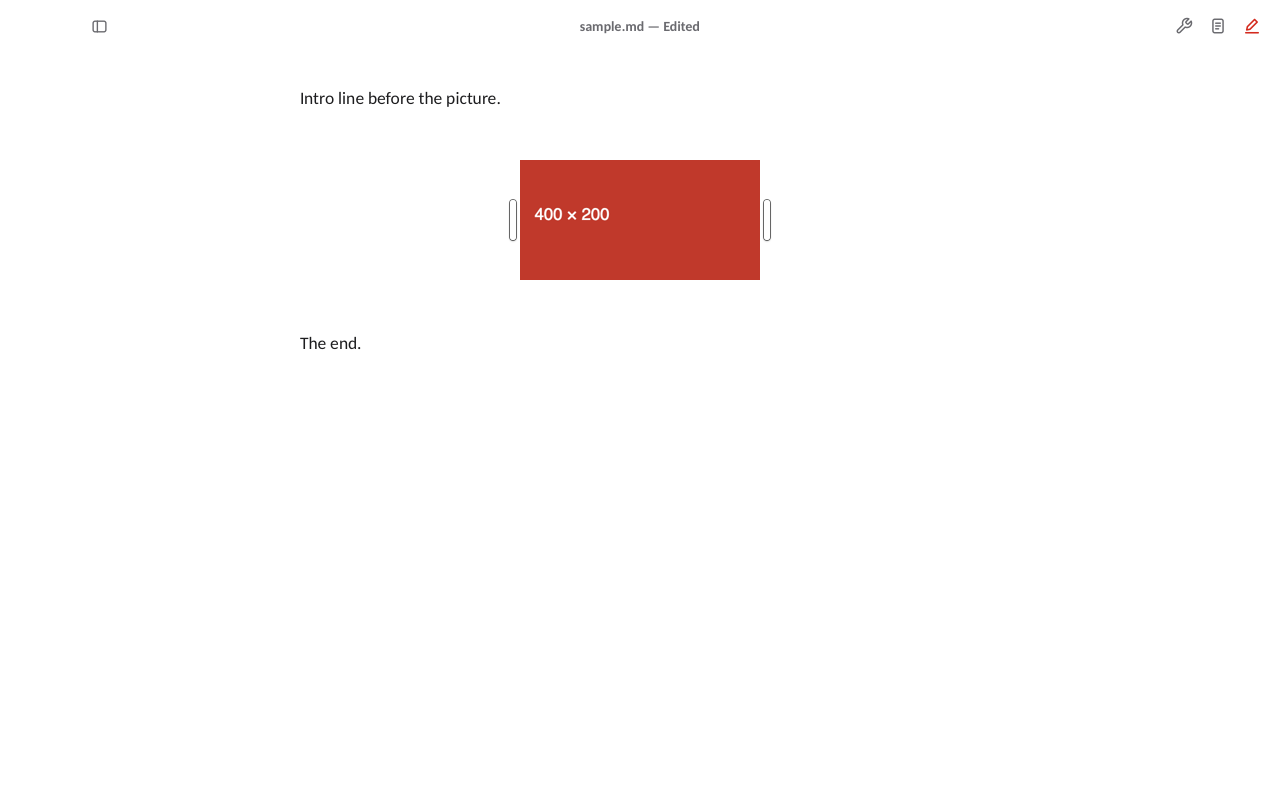 sample.md — Edited
Intro line before the picture.
400 × 200
The end.